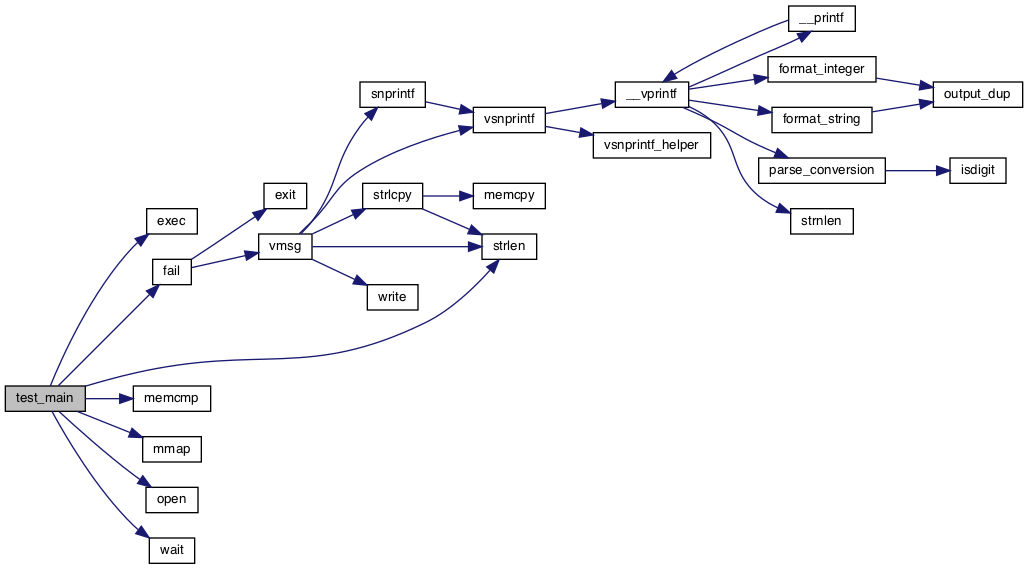 __printf
format_integer
snprintf
__vprintf
output_dup
vsnprintf
format_string
vsnprintf_helper
parse_conversion
isdigit
exit
strlcpy
memcpy
exec
strnlen
vmsg
strlen
fail
write
test_main
memcmp
mmap
open
wait